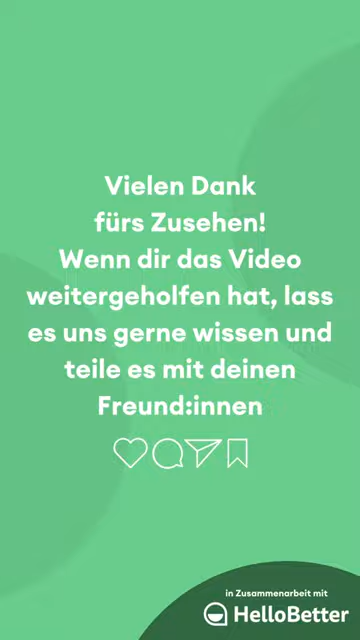 Vielen Dank
fürs Zusehen!
Wenn dir das Video
weitergeholfen hat, lass
es uns gerne wissen und
teile es mit deinen
Freund:innen
in Zusammenarbeit mit
HelloBetter